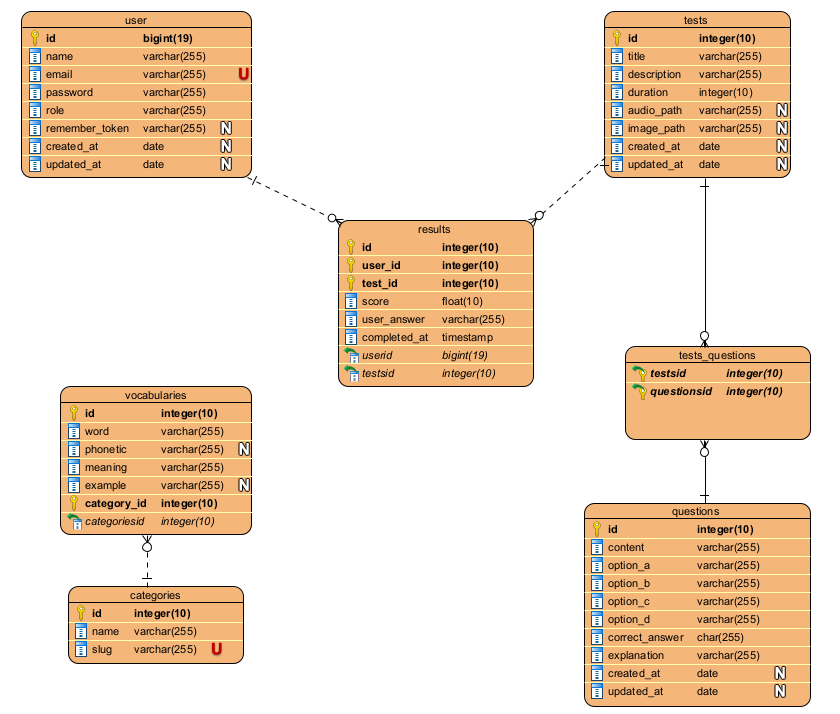 user
id bigint(19)
name varchar(255)
email varchar(255) U
password varchar(255)
role varchar(255)
remember_token varchar(255) N
created_at date N
updated_at date N
tests
id integer(10)
title varchar(255)
description varchar(255)
duration integer(10)
audio_path varchar(255) N
image_path varchar(255) N
created_at date N
updated_at date N
results
id integer(10)
user_id integer(10)
test_id integer(10)
score float(10)
user_answer varchar(255)
completed_at timestamp
userid bigint(19)
testsid integer(10)
tests_questions
testsid integer(10)
questionsid integer(10)
vocabularies
id integer(10)
word varchar(255)
phonetic varchar(255) N
meaning varchar(255)
example varchar(255) N
category_id integer(10)
categoriesid integer(10)
categories
id integer(10)
name varchar(255)
slug varchar(255) U
questions
id integer(10)
content varchar(255)
option_a varchar(255)
option_b varchar(255)
option_c varchar(255)
option_d varchar(255)
correct_answer char(255)
explanation varchar(255)
created_at date N
updated_at date N